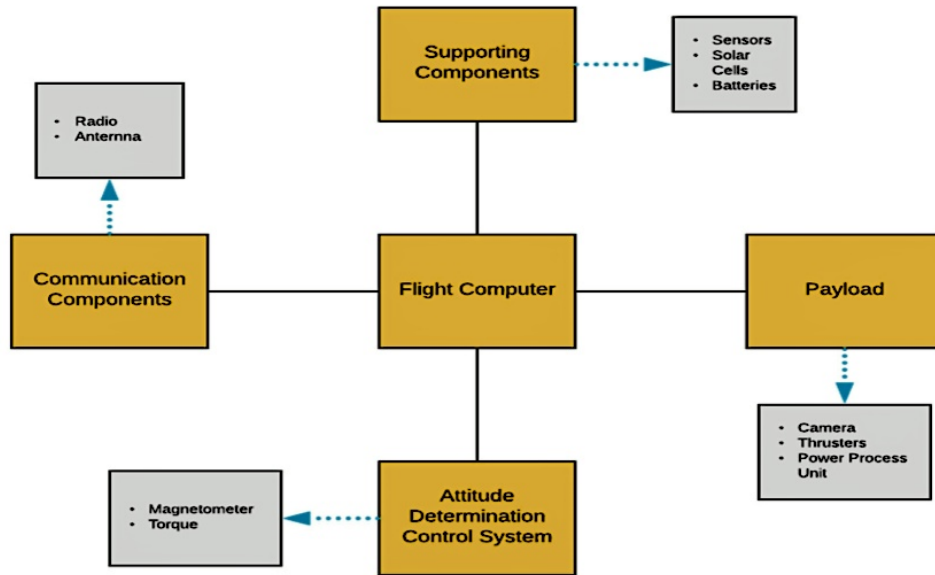 Supporting
Components
• Sensors
• Solar
Cells
• Batteries
• Radio
• Anternna
Communication
Components
Flight Computer
Payload
• Camera
• Thrusters
• Power Process
Unit
• Magnetometer
• Torque
Attitude
Determination
Control System